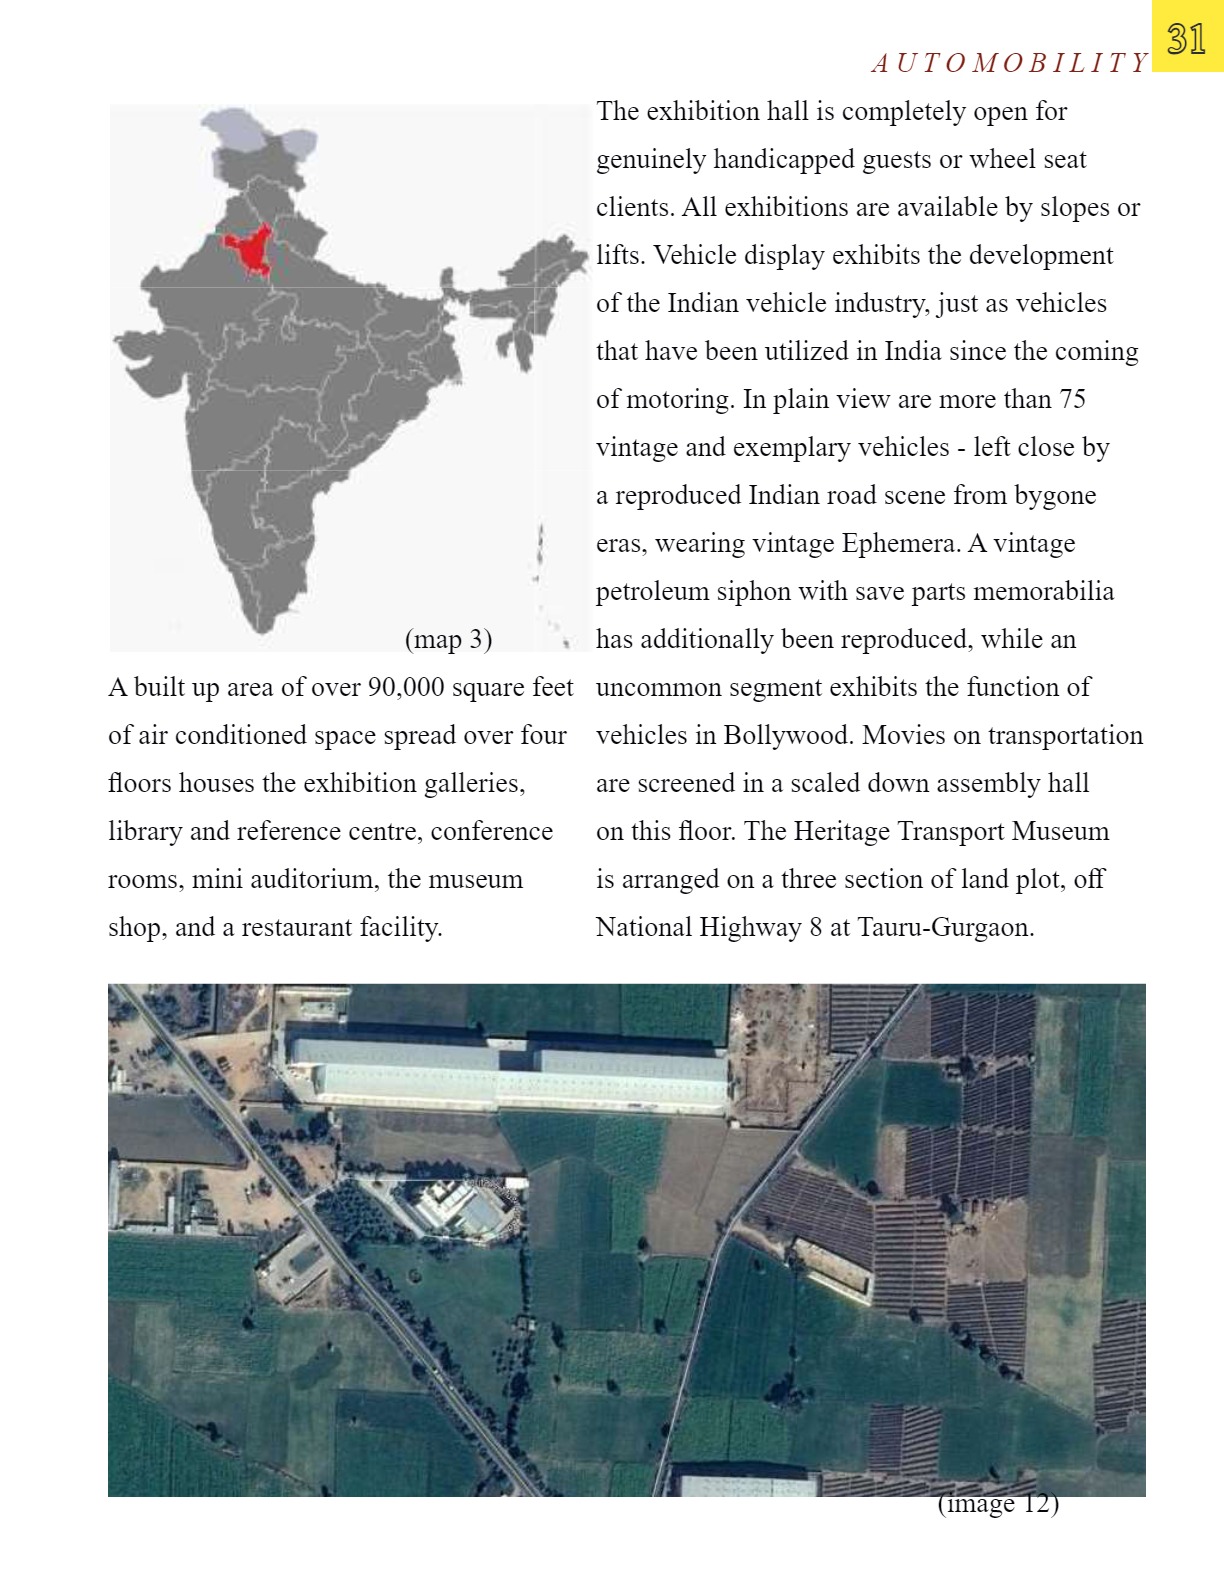 31
AUTOMOBILITY
(map 3)
A built up area of over 90,000 square feet
of air conditioned space spread over four
floors houses the exhibition galleries,
library and reference centre, conference
rooms, mini auditorium, the museum
shop, and a restaurant facility.
The exhibition hall is completely open for
genuinely handicapped guests or wheel seat
clients. All exhibitions are available by slopes or
lifts. Vehicle display exhibits the development
of the Indian vehicle industry, just as vehicles
that have been utilized in India since the coming
of motoring. In plain view are more than 75
vintage and exemplary vehicles - left close by
a reproduced Indian road scene from bygone
eras, wearing vintage Ephemera. A vintage
petroleum siphon with save parts memorabilia
has additionally been reproduced, while an
uncommon segment exhibits the function of
vehicles in Bollywood. Movies on transportation
are screened in a scaled down assembly hall
on this floor. The Heritage Transport Museum
is arranged on a three section of land plot, off
National Highway 8 at Tauru-Gurgaon.
(image 12)